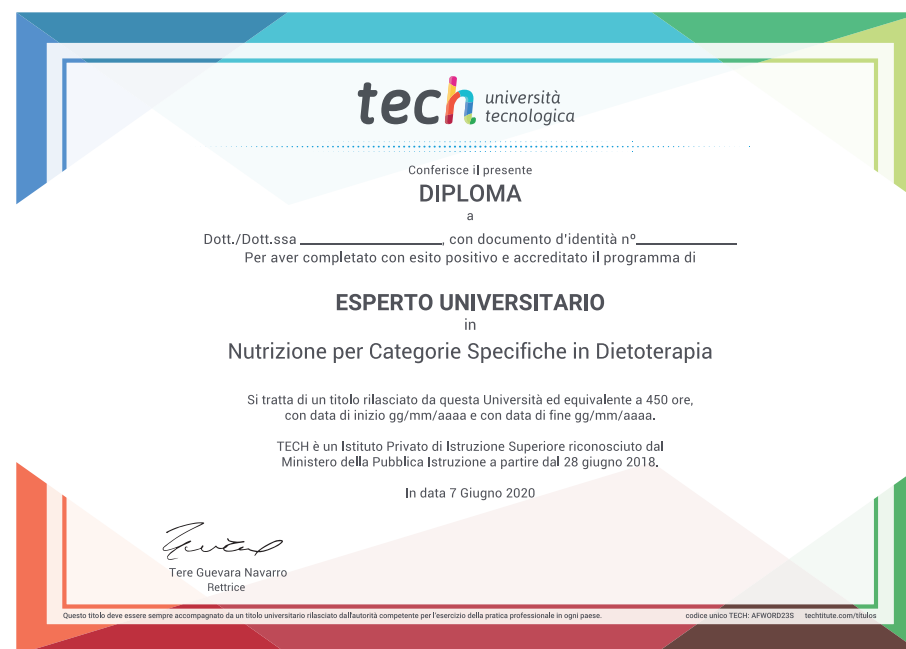 tech università
tecnologica
Conferisce il presente
DIPLOMA
a
Dott./Dott.ssa ____________________, con documento d'identità nº______________
Per aver completato con esito positivo e accreditato il programma di
ESPERTO UNIVERSITARIO
in
Nutrizione per Categorie Specifiche in Dietoterapia
Si tratta di un titolo rilasciato da questa Università ed equivalente a 450 ore,
con data di inizio gg/mm/aaaa e con data di fine gg/mm/aaaa.
TECH è un Istituto Privato di Istruzione Superiore riconosciuto dal
Ministero della Pubblica Istruzione a partire dal 28 giugno 2018.
In data 7 Giugno 2020
Tere Guevara Navarro
Rettrice
Questo titolo deve essere sempre accompagnato da un titolo universitario rilasciato dall'autorità competente per l'esercizio della pratica professionale in ogni paese. codice unico TECH: AFWORD23S techtitute.com/titulos